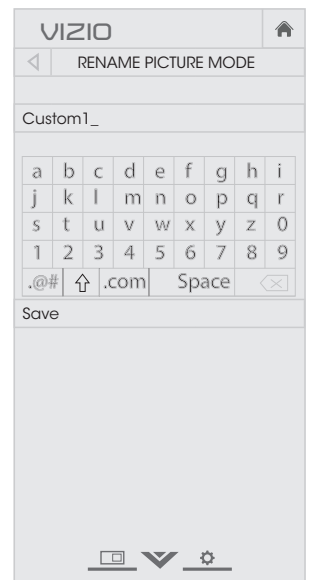 VIZIO
RENAME PICTURE MODE
Custom1_
a b c d e f g h i
j k l m n o p q r
s t u v w x y z 0
1 2 3 4 5 6 7 8 9
.@# .com Space
Save